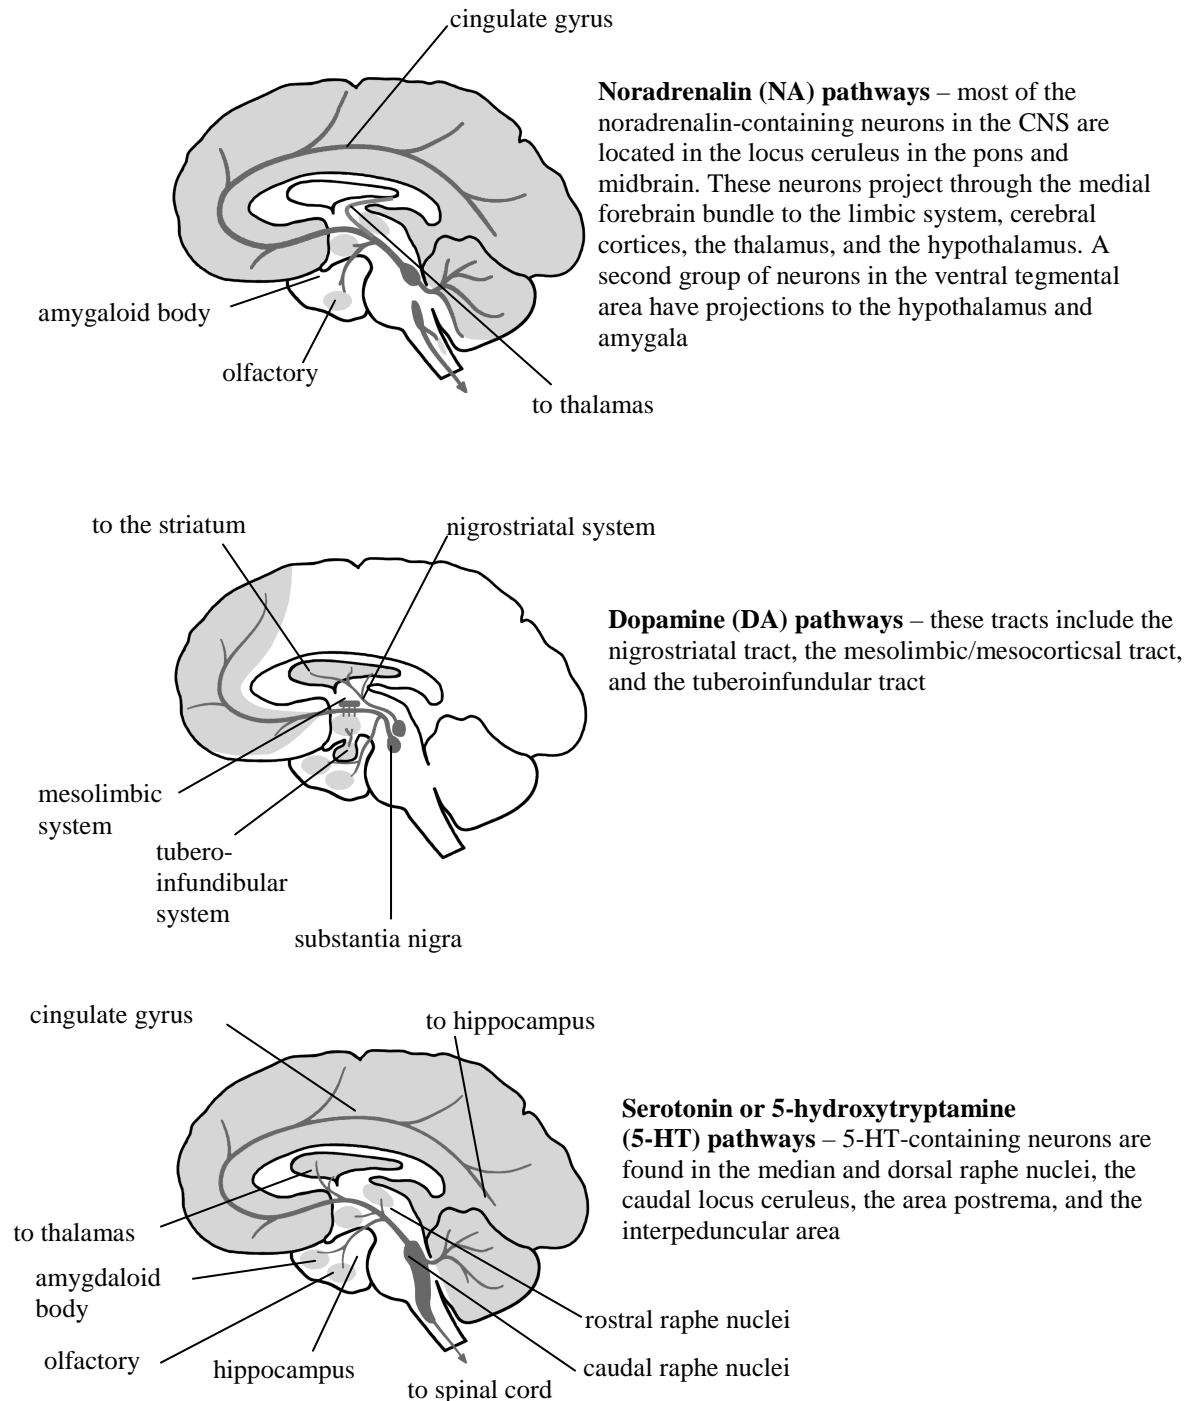 cingulate gyrus
Noradrenalin (NA) pathways – most of the
noradrenalin-containing neurons in the CNS are
located in the locus ceruleus in the pons and
midbrain. These neurons project through the medial
forebrain bundle to the limbic system, cerebral
cortices, the thalamus, and the hypothalamus. A
second group of neurons in the ventral tegmental
area have projections to the hypothalamus and
amygala
amygaloid body
olfactory
to thalamas
to the striatum
nigrostriatal system
Dopamine (DA) pathways – these tracts include the
nigrostriatal tract, the mesolimbic/mesocorticsal tract,
and the tuberoinfundular tract
mesolimbic
system
tubero-
infundibular
system
substantia nigra
cingulate gyrus
to hippocampus
Serotonin or 5-hydroxytryptamine
(5-HT) pathways – 5-HT-containing neurons are
found in the median and dorsal raphe nuclei, the
caudal locus ceruleus, the area postrema, and the
interpeduncular area
to thalamas
amygdaloid
body
olfactory
hippocampus
rostral raphe nuclei
caudal raphe nuclei
to spinal cord